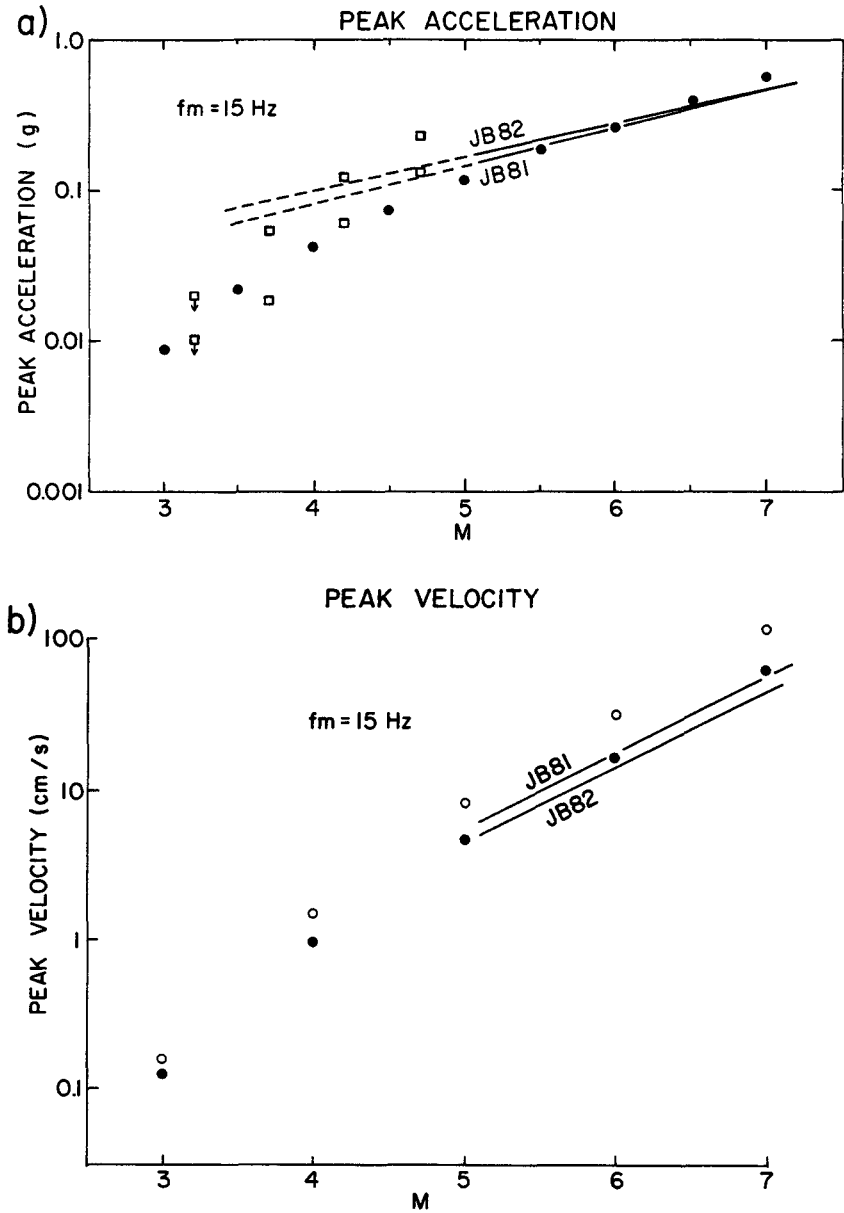 a) PEAK ACCELERATION
1.0
fm = 15 Hz
JB82
JB81
0.1
0.01
0.001
PEAK ACCELERATION (g)
3 4 5 6 7
M
b) PEAK VELOCITY
100
fm = 15 Hz
JB81
JB82
10
1
0.1
PEAK VELOCITY (cm/s)
3 4 5 6 7
M